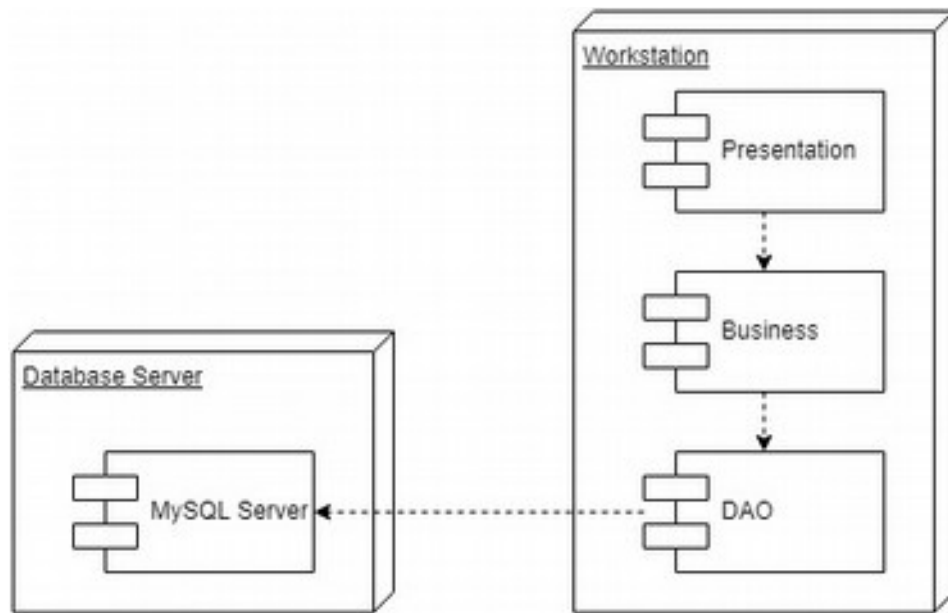 Workstation
Presentation
Business
Database Server
MySQL Server
DAO